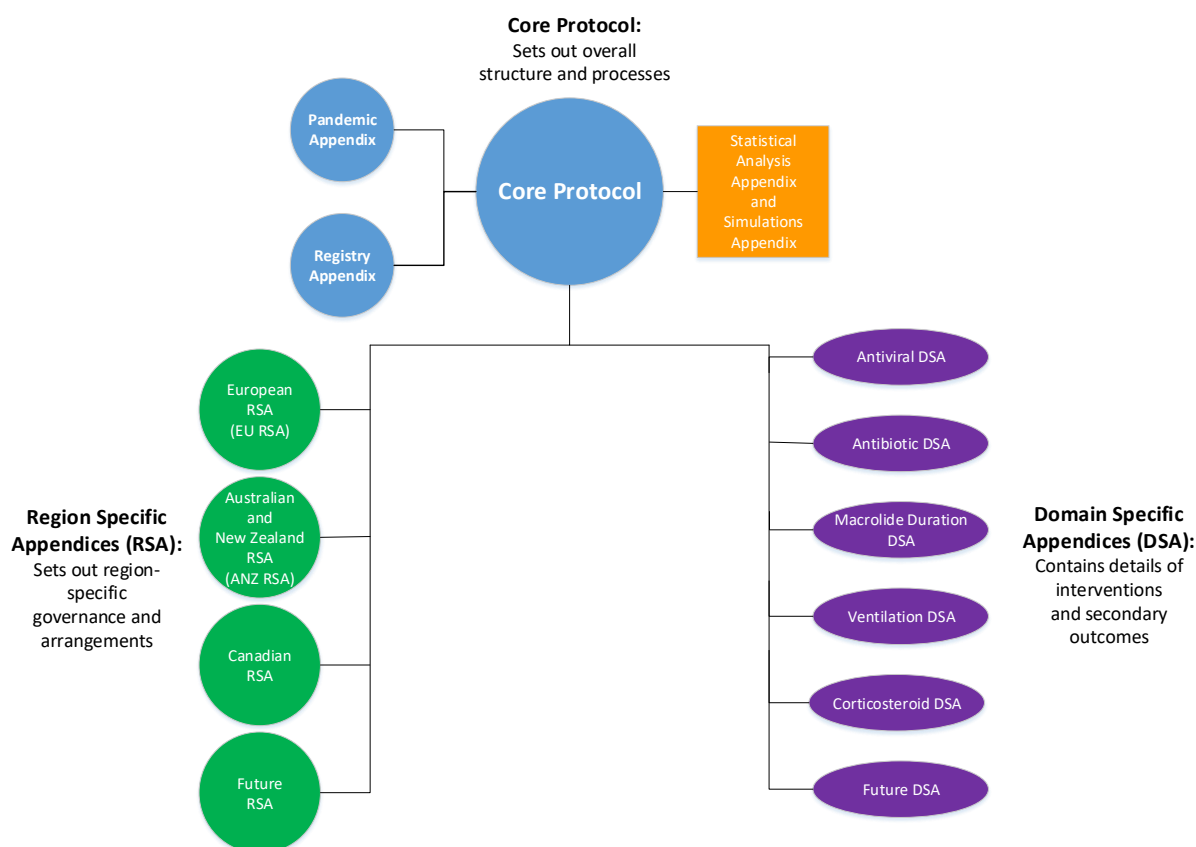 Core Protocol:
Sets out overall
structure and processes
Pandemic
Appendix
Core Protocol
Statistical
Analysis
Appendix
and
Simulations
Appendix
Registry
Appendix
European
RSA
(EU RSA)
Australian
and
New Zealand
RSA
(ANZ RSA)
Canadian
RSA
Future
RSA
Region Specific
Appendices (RSA):
Sets out region-
specific
governance and
arrangements
Antiviral DSA
Antibiotic DSA
Macrolide Duration
DSA
Ventilation DSA
Corticosteroid DSA
Future DSA
Domain Specific
Appendices (DSA):
Contains details of
interventions
and secondary
outcomes